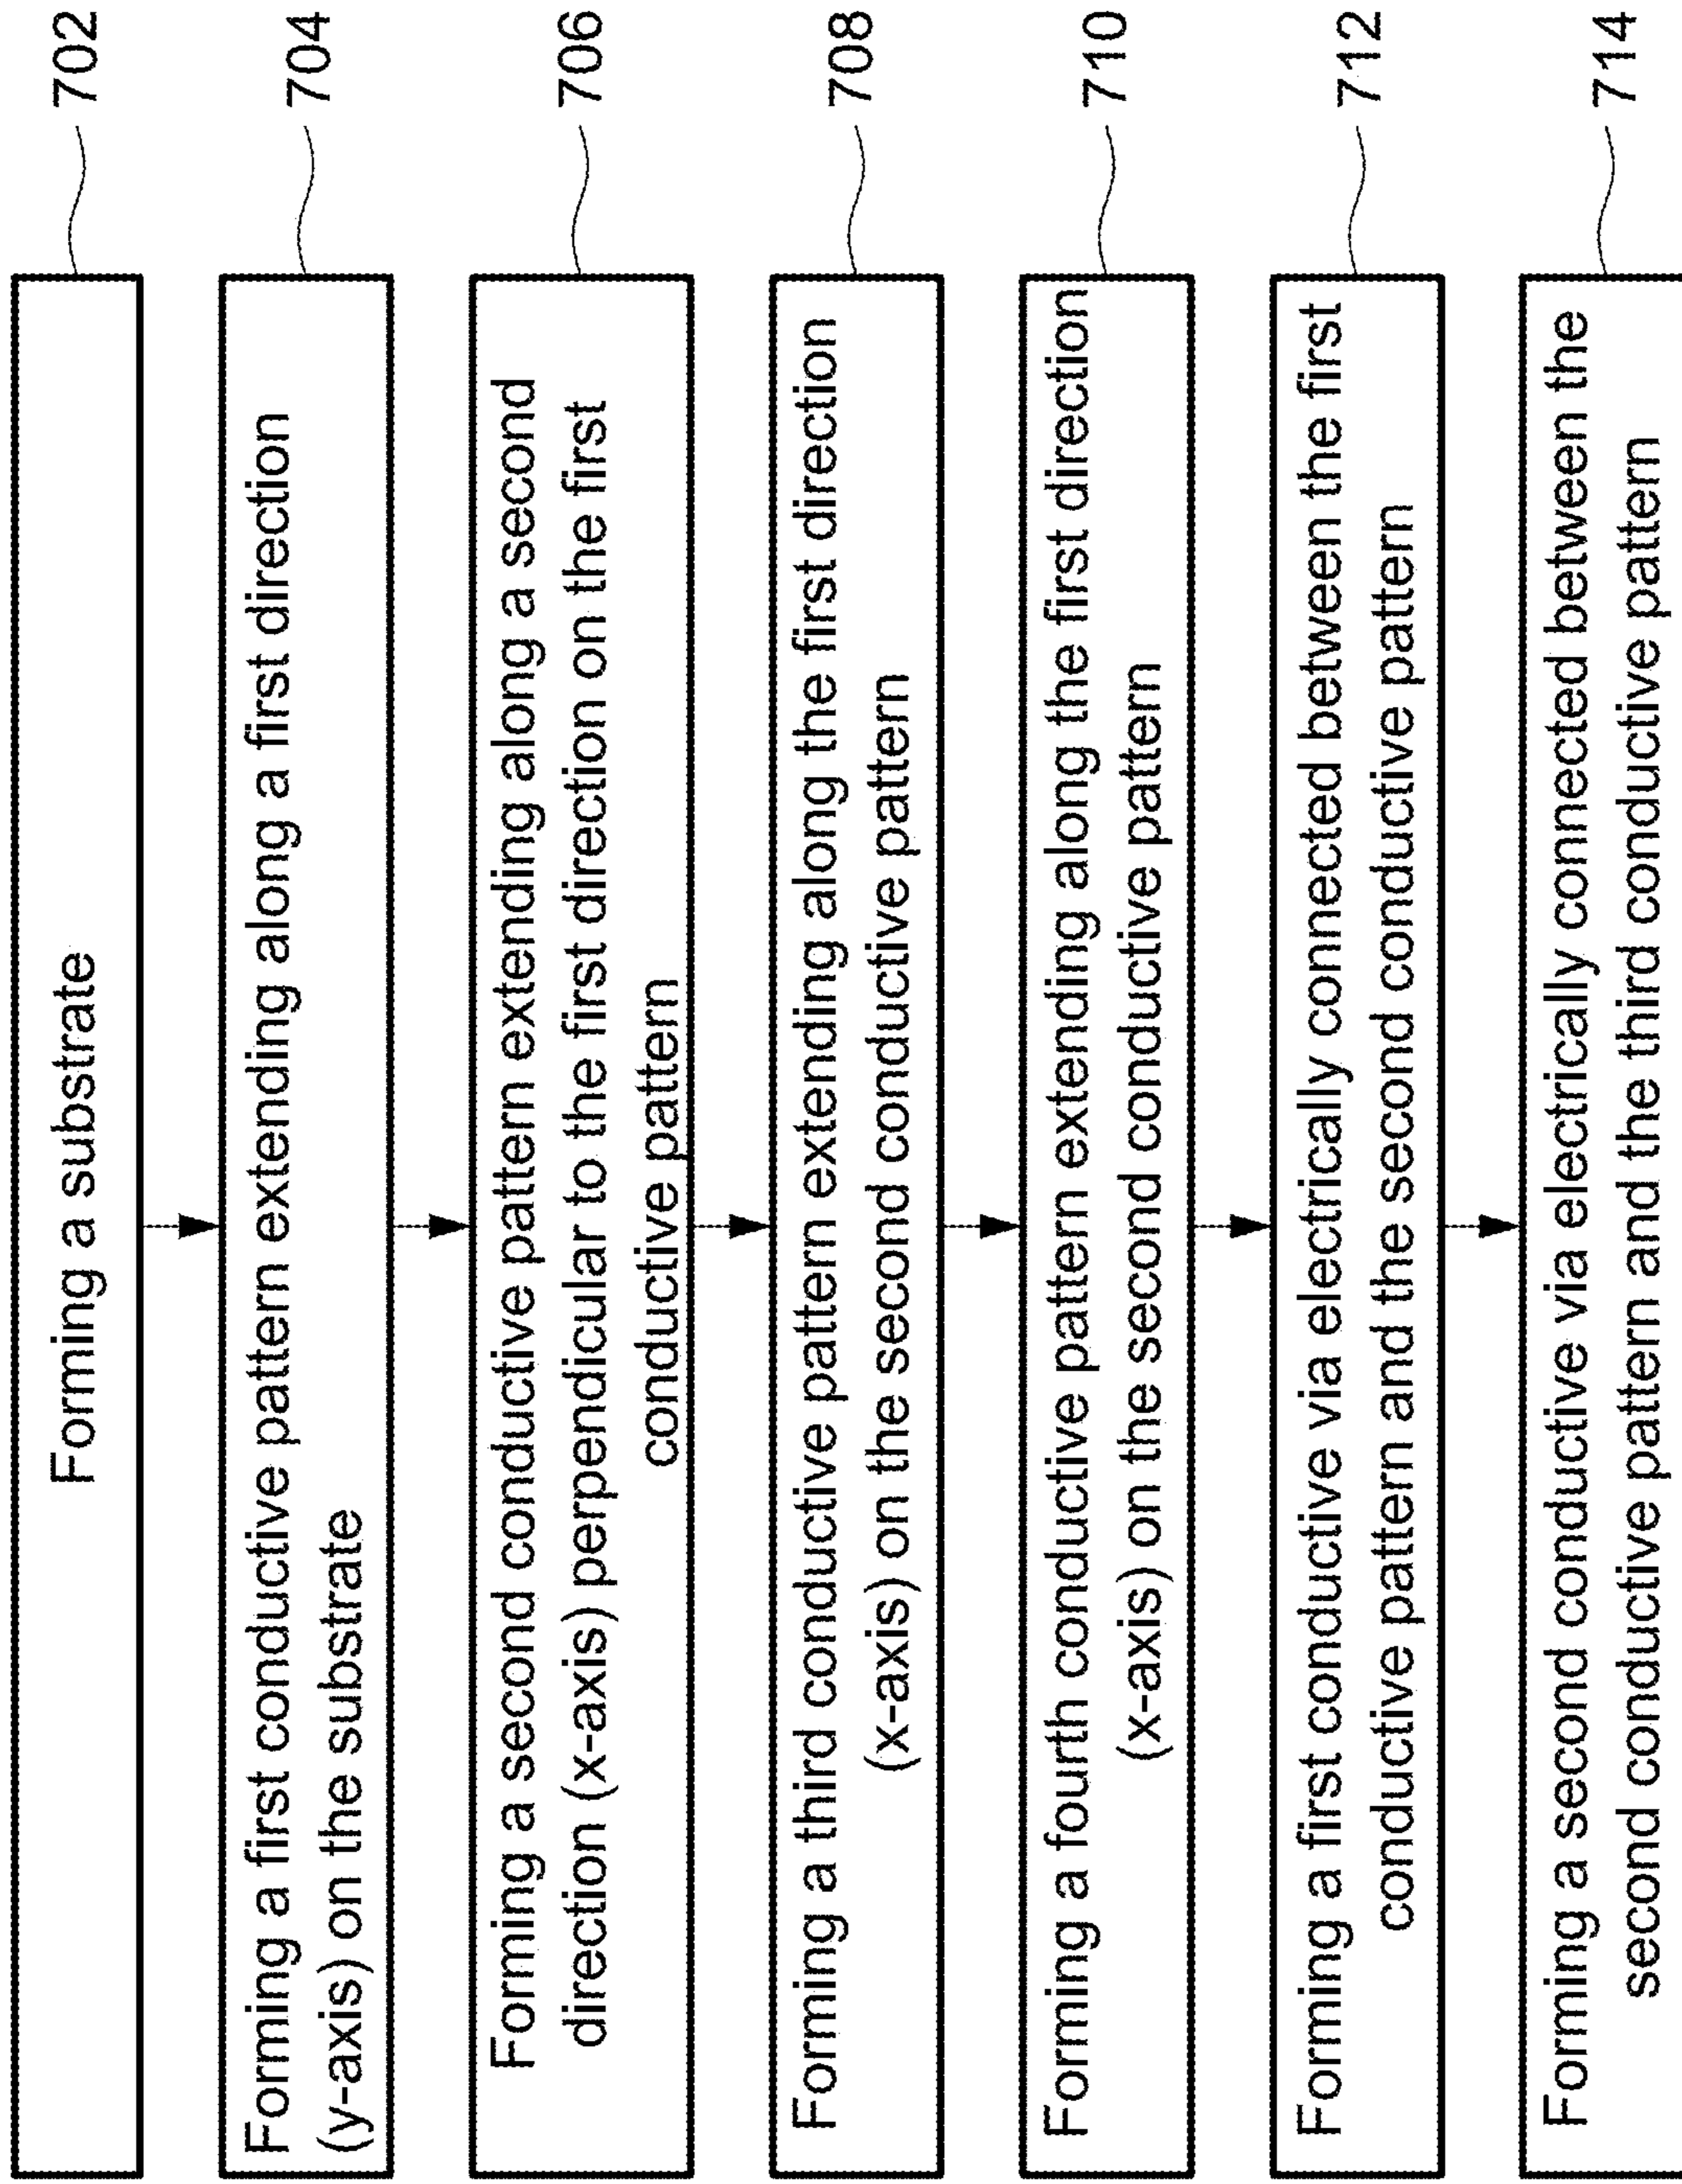 Forming a substrate
702
Forming a first conductive pattern extending along a first direction
(y-axis) on the substrate
704
Forming a second conductive pattern extending along a second
direction (x-axis) perpendicular to the first direction on the first
conductive pattern
706
Forming a third conductive pattern extending along the first direction
(x-axis) on the second conductive pattern
708
Forming a fourth conductive pattern extending along the first direction
(x-axis) on the second conductive pattern
710
Forming a first conductive via electrically connected between the first
conductive pattern and the second conductive pattern
712
Forming a second conductive via electrically connected between the
second conductive pattern and the third conductive pattern
714